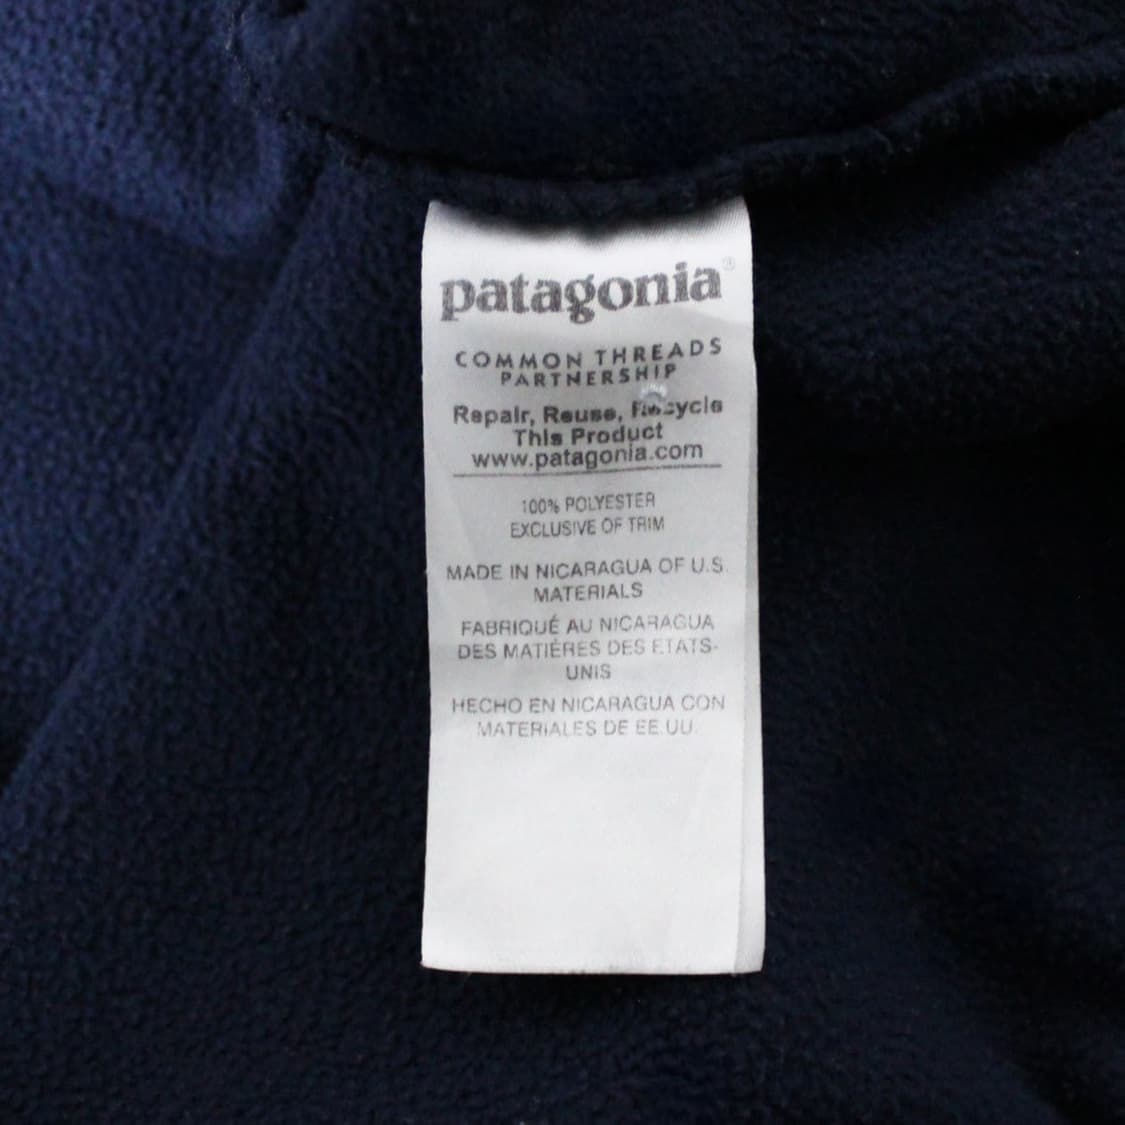 patagonia®
COMMON THREADS
PARTNERSHIP
Repair, Reuse, Recycle
This Product
www.patagonia.com
100% POLYESTER
EXCLUSIVE OF TRIM
MADE IN NICARAGUA OF U.S.
MATERIALS
FABRIQUÉ AU NICARAGUA
DES MATIÉRES DES ETATS-
UNIS
HECHO EN NICARAGUA CON
MATERIALES DE EE.UU.